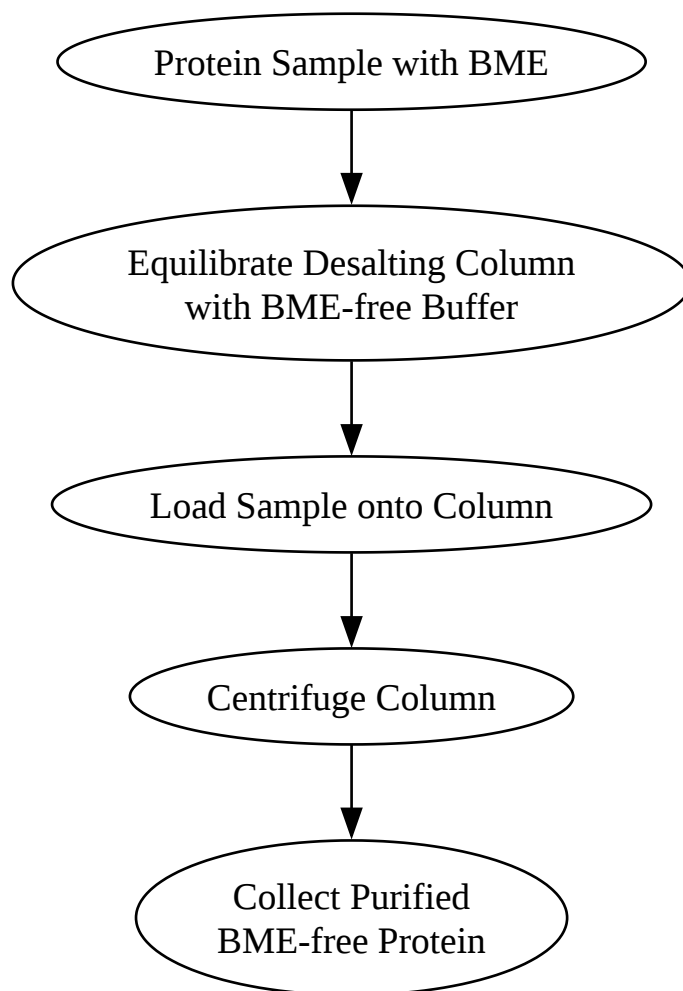 Protein Sample with BME
Equilibrate Desalting Column
with BME-free Buffer
Load Sample onto Column
Centrifuge Column
Collect Purified
BME-free Protein